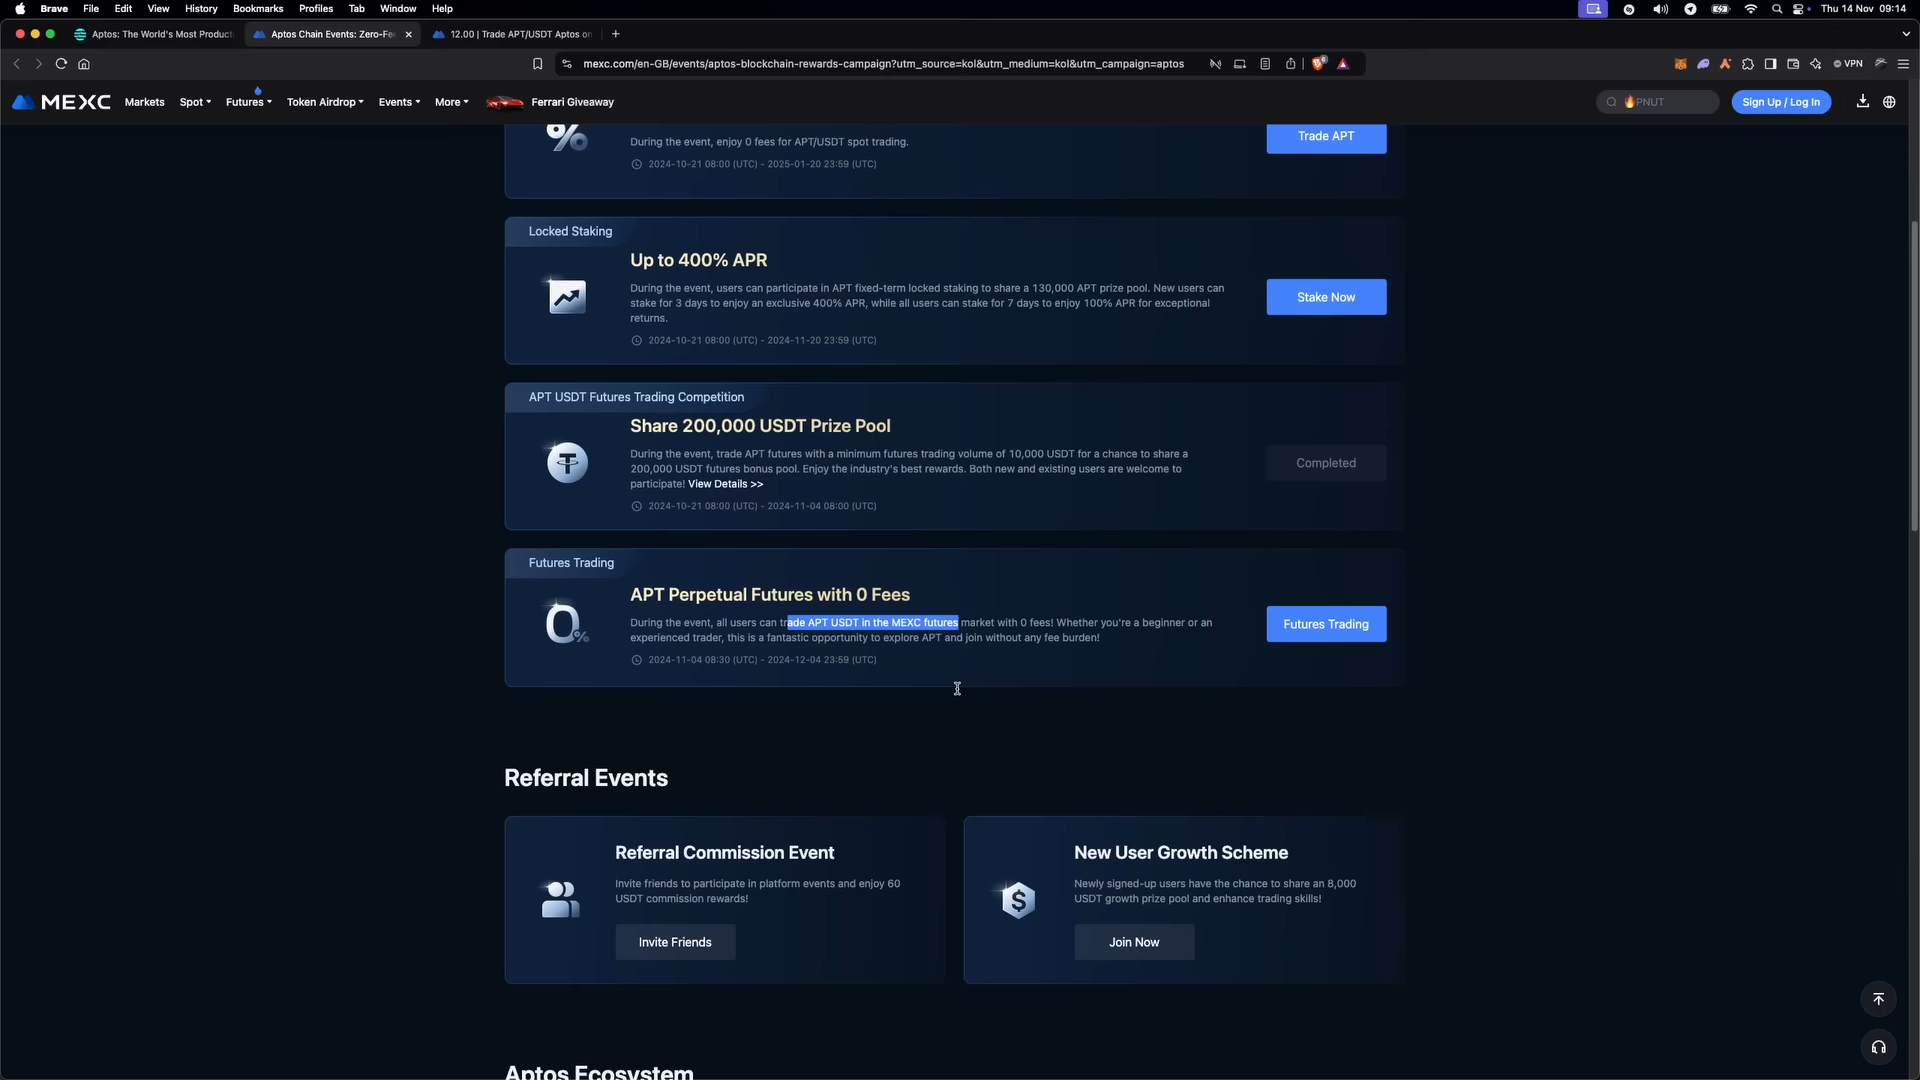 Brave File Edit View History Bookmarks Profiles Tab Window Help Thu 14 Nov 09:14
Aptos: The World's Most Product Aptos Chain Events: Zero-Fe 12.00 | Trade APT/USDT Aptos on
mexc.com/en-GB/events/aptos-blockchain-rewards-campaign?utm_source=kol&utm_medium=kol&utm_campaign=aptos VPN
MEXC Markets Spot Futures Token Airdrop Events More Ferrari Giveaway PNUT Sign Up / Log In
During the event, enjoy 0 fees for APT/USDT spot trading.
Trade APT
2024-10-21 08:00 (UTC) - 2025-01-20 23:59 (UTC)
Locked Staking
Up to 400% APR
During the event, users can participate in APT fixed-term locked staking to share a 130,000 APT prize pool. New users can
stake for 3 days to enjoy an exclusive 400% APR, while all users can stake for 7 days to enjoy 100% APR for exceptional
returns.
Stake Now
2024-10-21 08:00 (UTC) - 2024-11-20 23:59 (UTC)
APT USDT Futures Trading Competition
Share 200,000 USDT Prize Pool
During the event, trade APT futures with a minimum futures trading volume of 10,000 USDT for a chance to share a
200,000 USDT futures bonus pool. Enjoy the industry's best rewards. Both new and existing users are welcome to
participate! View Details >>
Completed
2024-10-21 08:00 (UTC) - 2024-11-04 08:00 (UTC)
Futures Trading
APT Perpetual Futures with 0 Fees
During the event, all users can trade APT USDT in the MEXC futures market with 0 fees! Whether you're a beginner or an
experienced trader, this is a fantastic opportunity to explore APT and join without any fee burden!
Futures Trading
2024-11-04 08:30 (UTC) - 2024-12-04 23:59 (UTC)
Referral Events
Referral Commission Event
Invite friends to participate in platform events and enjoy 60
USDT commission rewards!
Invite Friends
New User Growth Scheme
Newly signed-up users have the chance to share an 8,000
USDT growth prize pool and enhance trading skills!
Join Now
Aptos Ecosystem